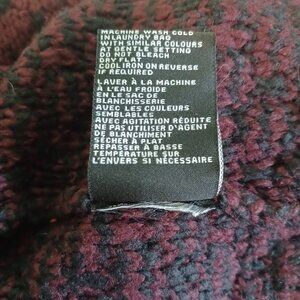 MACHINE WASH COLD
IN LAUNDRY BAG
WITH SIMILAR COLOURS
AT GENTLE SETTING
DO NOT BLEACH
DRY FLAT
COOL IRON ON REVERSE
IF REQUIRED
LAVER À LA MACHINE
À L'EAU FROIDE
EN LE SAC DE
BLANCHISSERIE
AVEC LES COULEURS
SEMBLABLES
AVEC AGITATION RÉDUITE
NE PAS UTILISER D'AGENT
DE BLANCHIMENT
SÉCHER À PLAT
REPASSER À BASSE
TEMPÉRATURE SUR
L'ENVERS SI NÉCESSAIRE